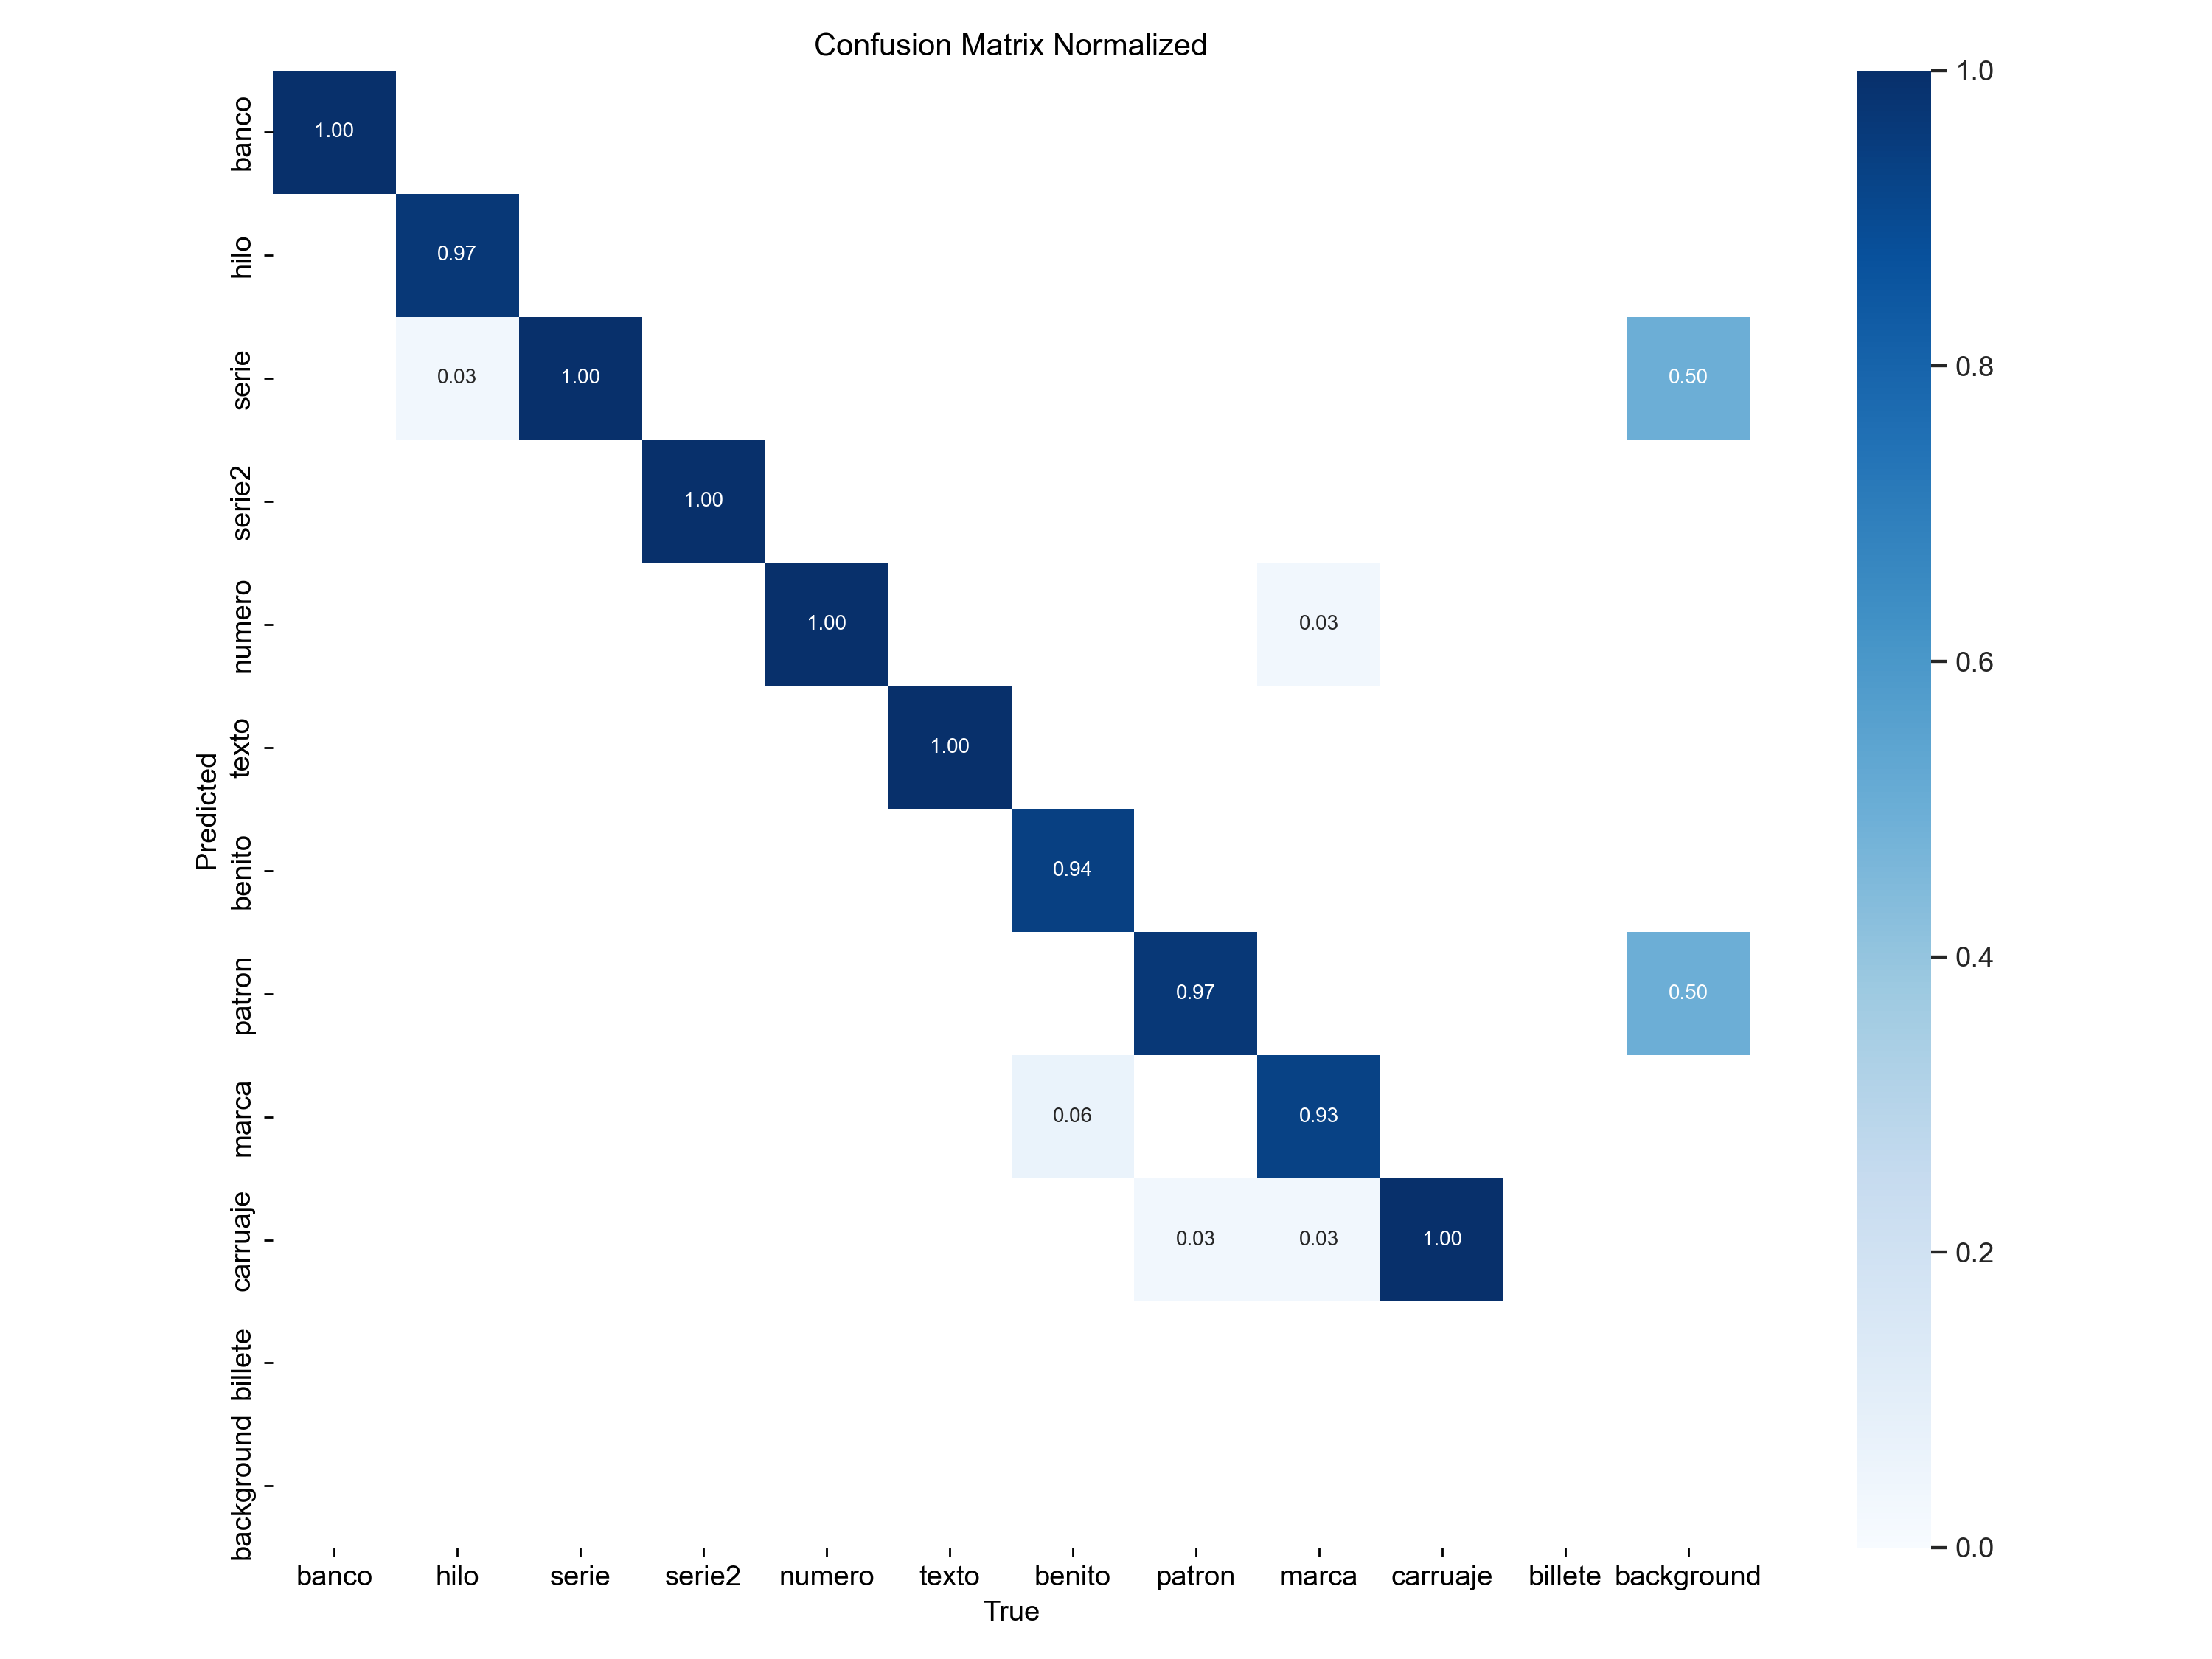 Confusion Matrix Normalized
banco
1.00
hilo
0.97
serie
0.03 1.00 0.50
serie2
1.00
numero
1.00 0.03
texto
1.00
benito
0.94
patron
0.97 0.50
marca
0.06 0.93
carruaje
0.03 0.03 1.00
billete
background
Predicted
banco hilo serie serie2 numero texto benito patron marca carruaje billete background
True
1.0
0.8
0.6
0.4
0.2
0.0